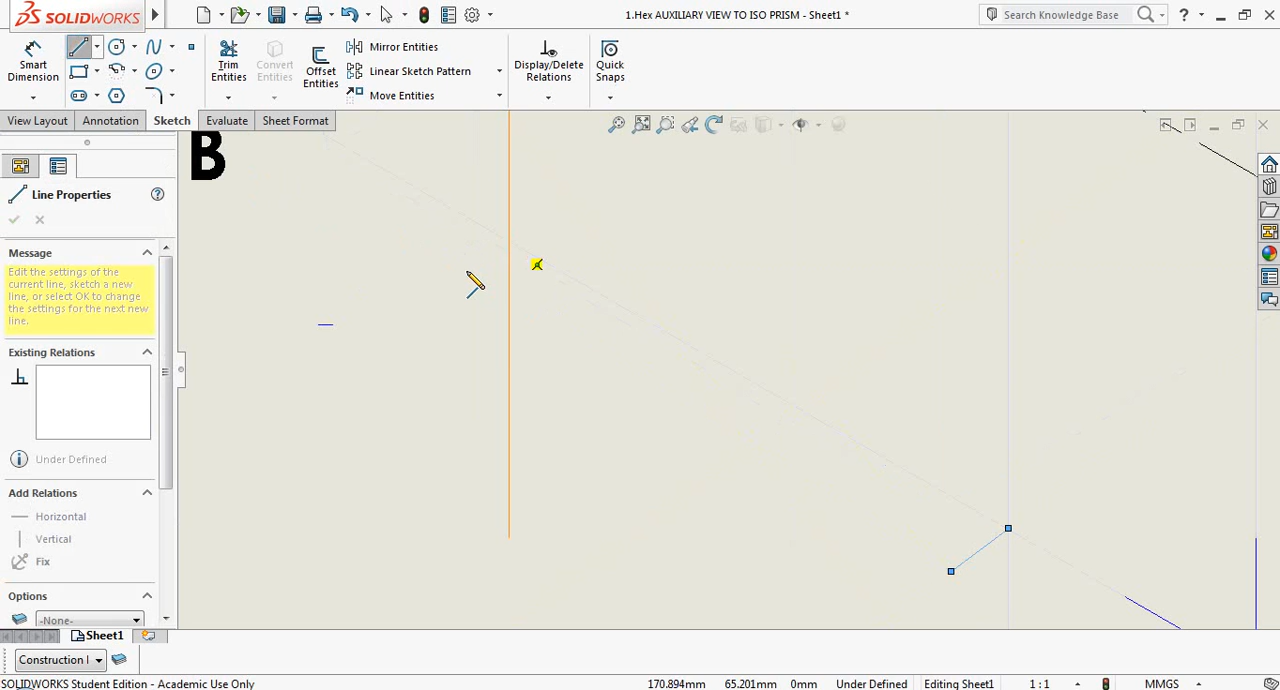 SOLIDWORKS
1.Hex AUXILIARY VIEW TO ISO PRISM - Sheet1 *
Search Knowledge Base
?
Smart Dimension
Trim Entities
Convert Entities
Offset Entities
Mirror Entities
Linear Sketch Pattern
Move Entities
Display/Delete Relations
Quick Snaps
View Layout
Annotation
Sketch
Evaluate
Sheet Format
B
Line Properties
?
Message
Edit the settings of the
current line, sketch a new
line, or select OK to change
the settings for the next new
line.
Existing Relations
Under Defined
Add Relations
Horizontal
Vertical
Fix
Options
-None-
Sheet1
Construction l
SOLIDWORKS Student Edition - Academic Use Only
170.894mm 65.201mm 0mm Under Defined Editing Sheet1 1 : 1 MMGS